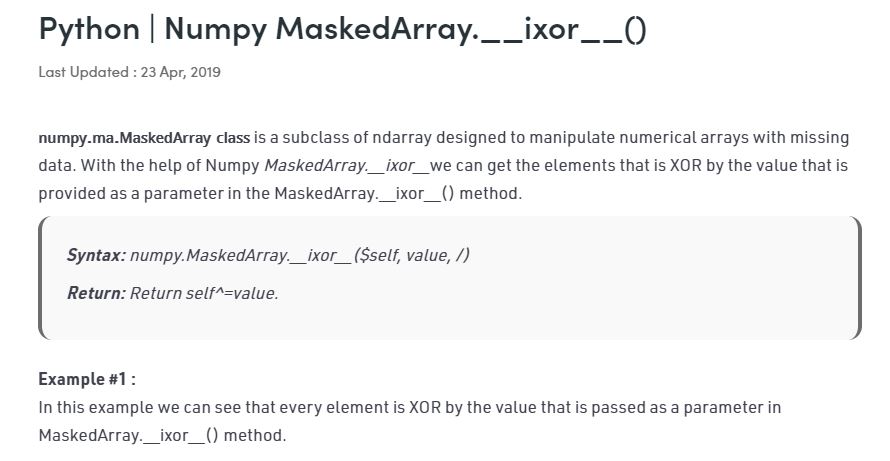 Python | Numpy MaskedArray.__ixor__()
Last Updated : 23 Apr, 2019
numpy.ma.MaskedArray class is a subclass of ndarray designed to manipulate numerical arrays with missing
data. With the help of Numpy MaskedArray.__ixor__we can get the elements that is XOR by the value that is
provided as a parameter in the MaskedArray.__ixor__() method.
Syntax: numpy.MaskedArray.__ixor__($self, value, /)
Return: Return self^=value.
Example #1 :
In this example we can see that every element is XOR by the value that is passed as a parameter in
MaskedArray.__ixor__() method.